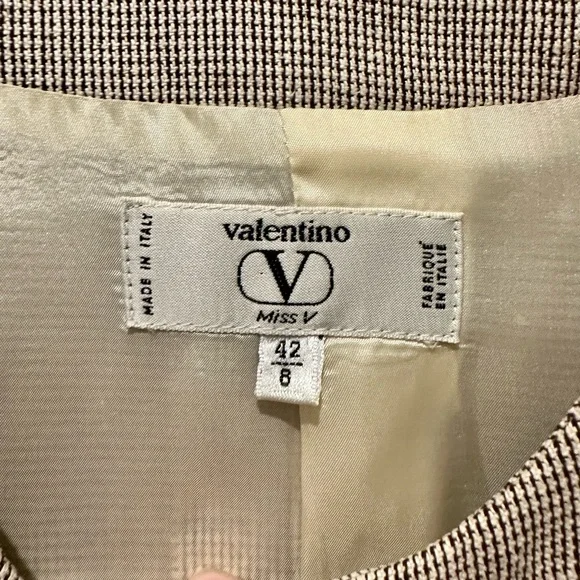 MADE IN ITALY
valentino
V
Miss V
FABRIQUÉ
EN ITALIE
42
8